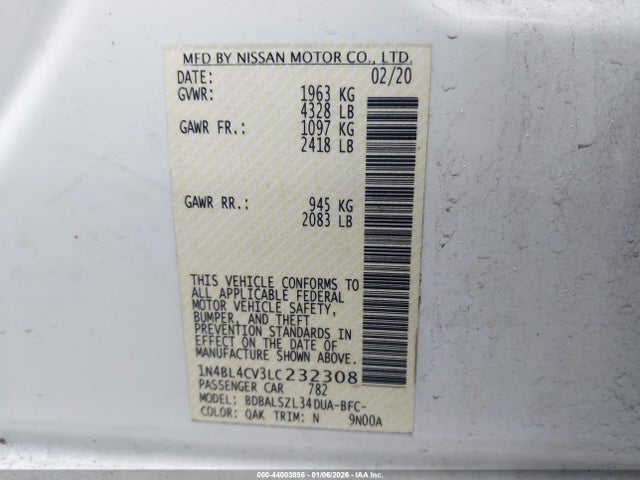 MFD BY NISSAN MOTOR CO., LTD.
DATE: 02/20
GVWR: 1963 KG
4328 LB
GAWR FR.: 1097 KG
2418 LB
GAWR RR.: 945 KG
2083 LB
THIS VEHICLE CONFORMS TO
ALL APPLICABLE FEDERAL
MOTOR VEHICLE SAFETY,
BUMPER, AND THEFT
PREVENTION STANDARDS IN
EFFECT ON THE DATE OF
MANUFACTURE SHOWN ABOVE.
1N4BL4CV3LC232308
PASSENGER CAR 782
MODEL: BDBALSZL34DUA-BFC-
COLOR: QAK TRIM: N 9N00A
000-44003896 - 01/06/2026 - IAA Inc.